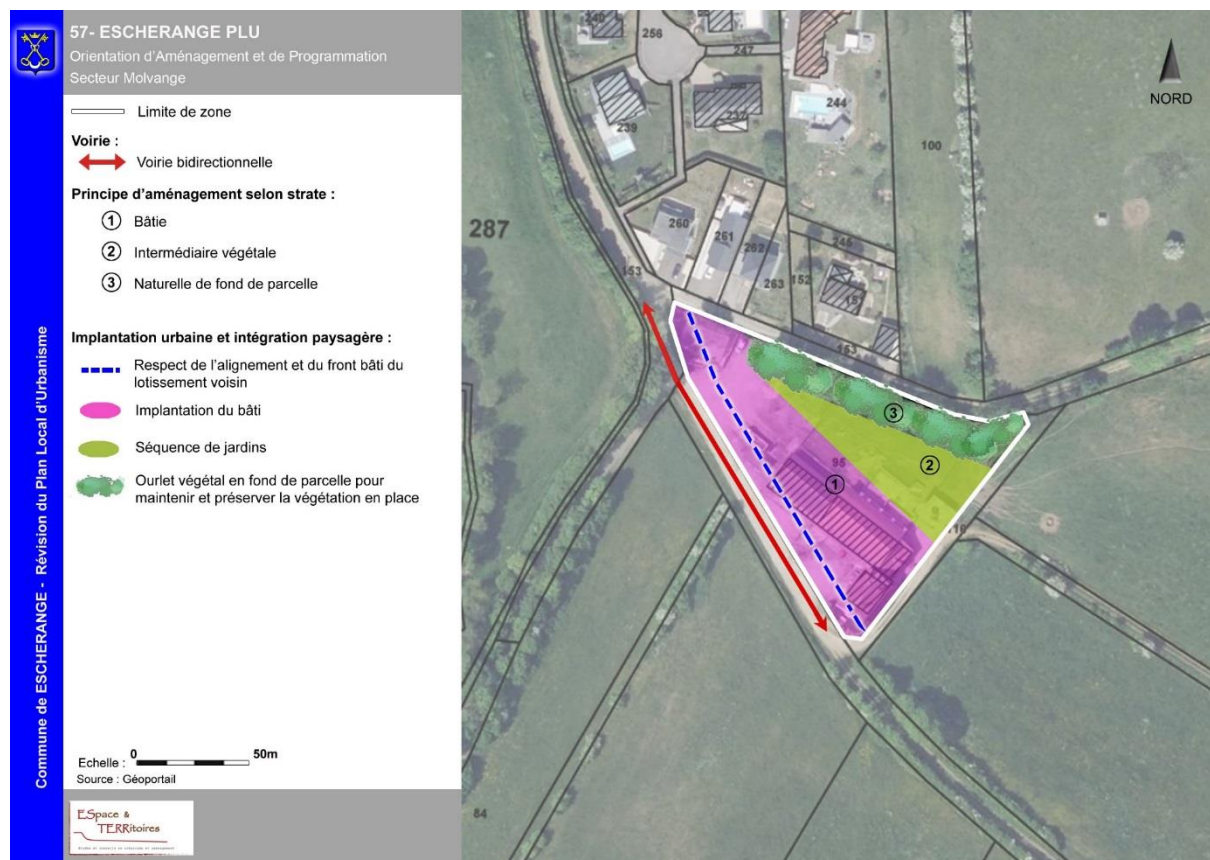 57- ESCHERANGE PLU
Orientation d'Aménagement et de Programmation
Secteur Molvange
Limite de zone
Voirie :
Voirie bidirectionnelle
Principe d'aménagement selon strate :
1 Bâtie
2 Intermédiaire végétale
3 Naturelle de fond de parcelle
Implantation urbaine et intégration paysagère :
Respect de l'alignement et du front bâti du
lotissement voisin
Implantation du bâti
Séquence de jardins
Ourlet végétal en fond de parcelle pour
maintenir et préserver la végétation en place
Echelle : 0 50m
Source : Géoportail
ESpace &
TERRitoires
Commune de ESCHERANGE - Révision du Plan Local d'Urbanisme
NORD
240
256
247
239
237
244
100
287
260
261
262
263
153
152
245
153
3
2
95
1
84